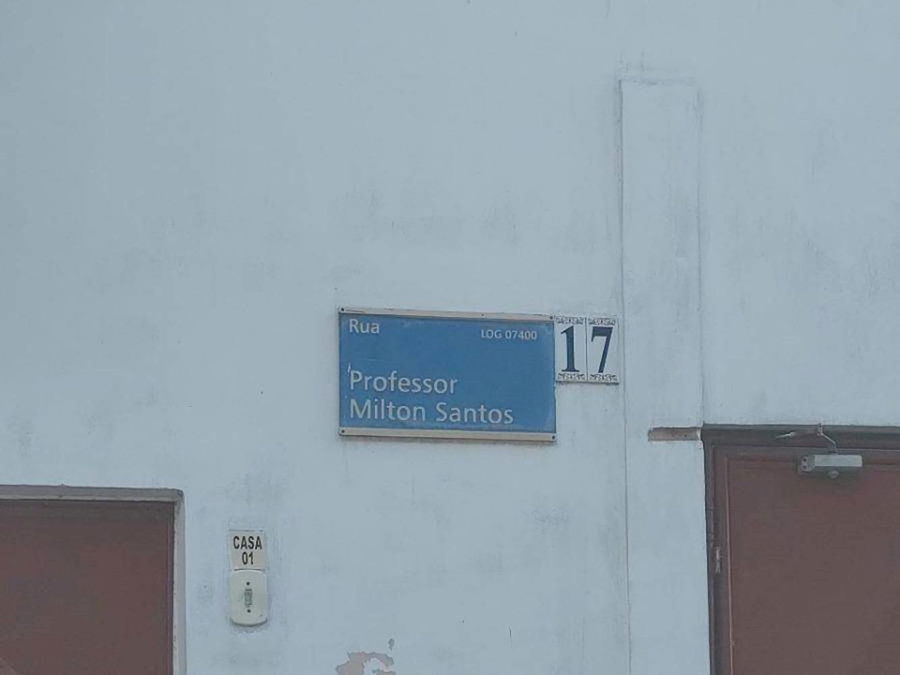 Rua
LOG 07400
Professor
Milton Santos
17
CASA
01